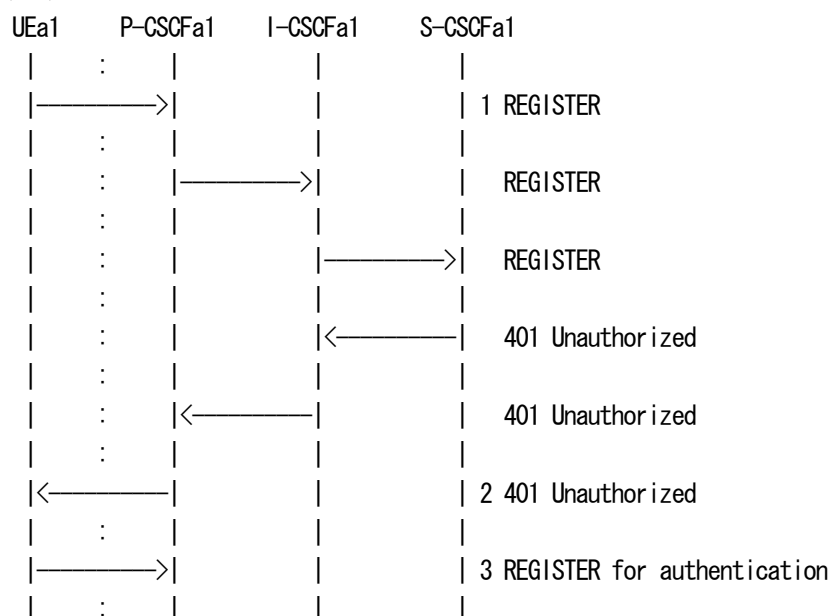 UEa1 P-CSCFa1 I-CSCFa1 S-CSCFa1
1 REGISTER
REGISTER
REGISTER
401 Unauthorized
401 Unauthorized
2 401 Unauthorized
3 REGISTER for authentication